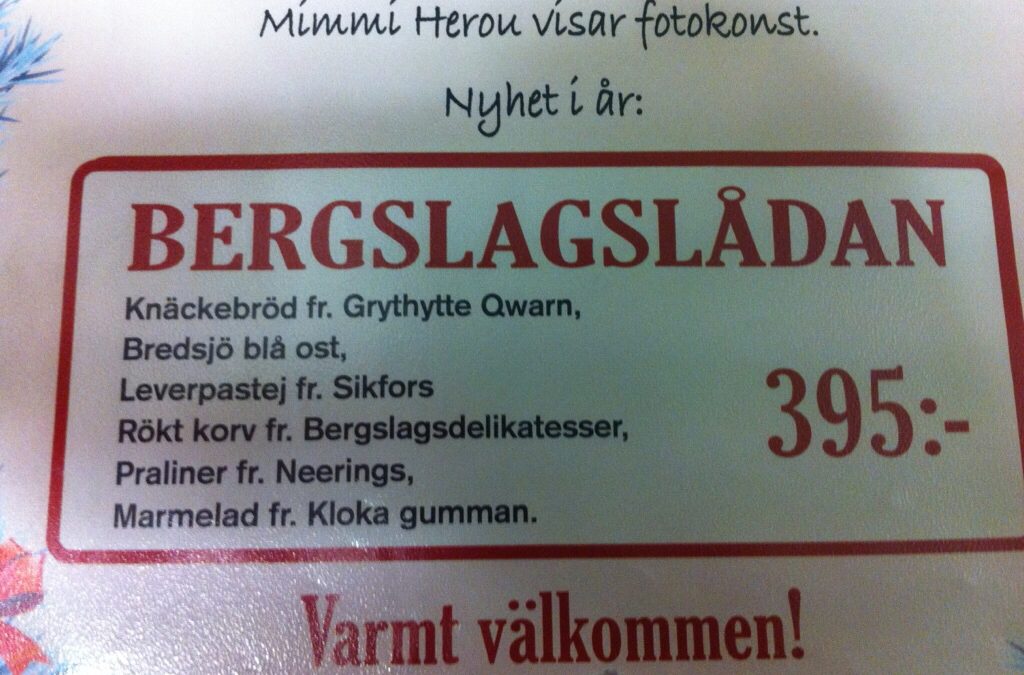 Mimmi Herou visar fotokonst.
Nyhet i år:
BERGSLAGSLÅDAN
Knäckebröd fr. Grythytte Qwarn,
Bredsjö blå ost,
Leverpastej fr. Sikfors
Rökt korv fr. Bergslagsdelikatesser,
Praliner fr. Neerings,
Marmelad fr. Kloka gumman.
395:-
Varmt välkommen!